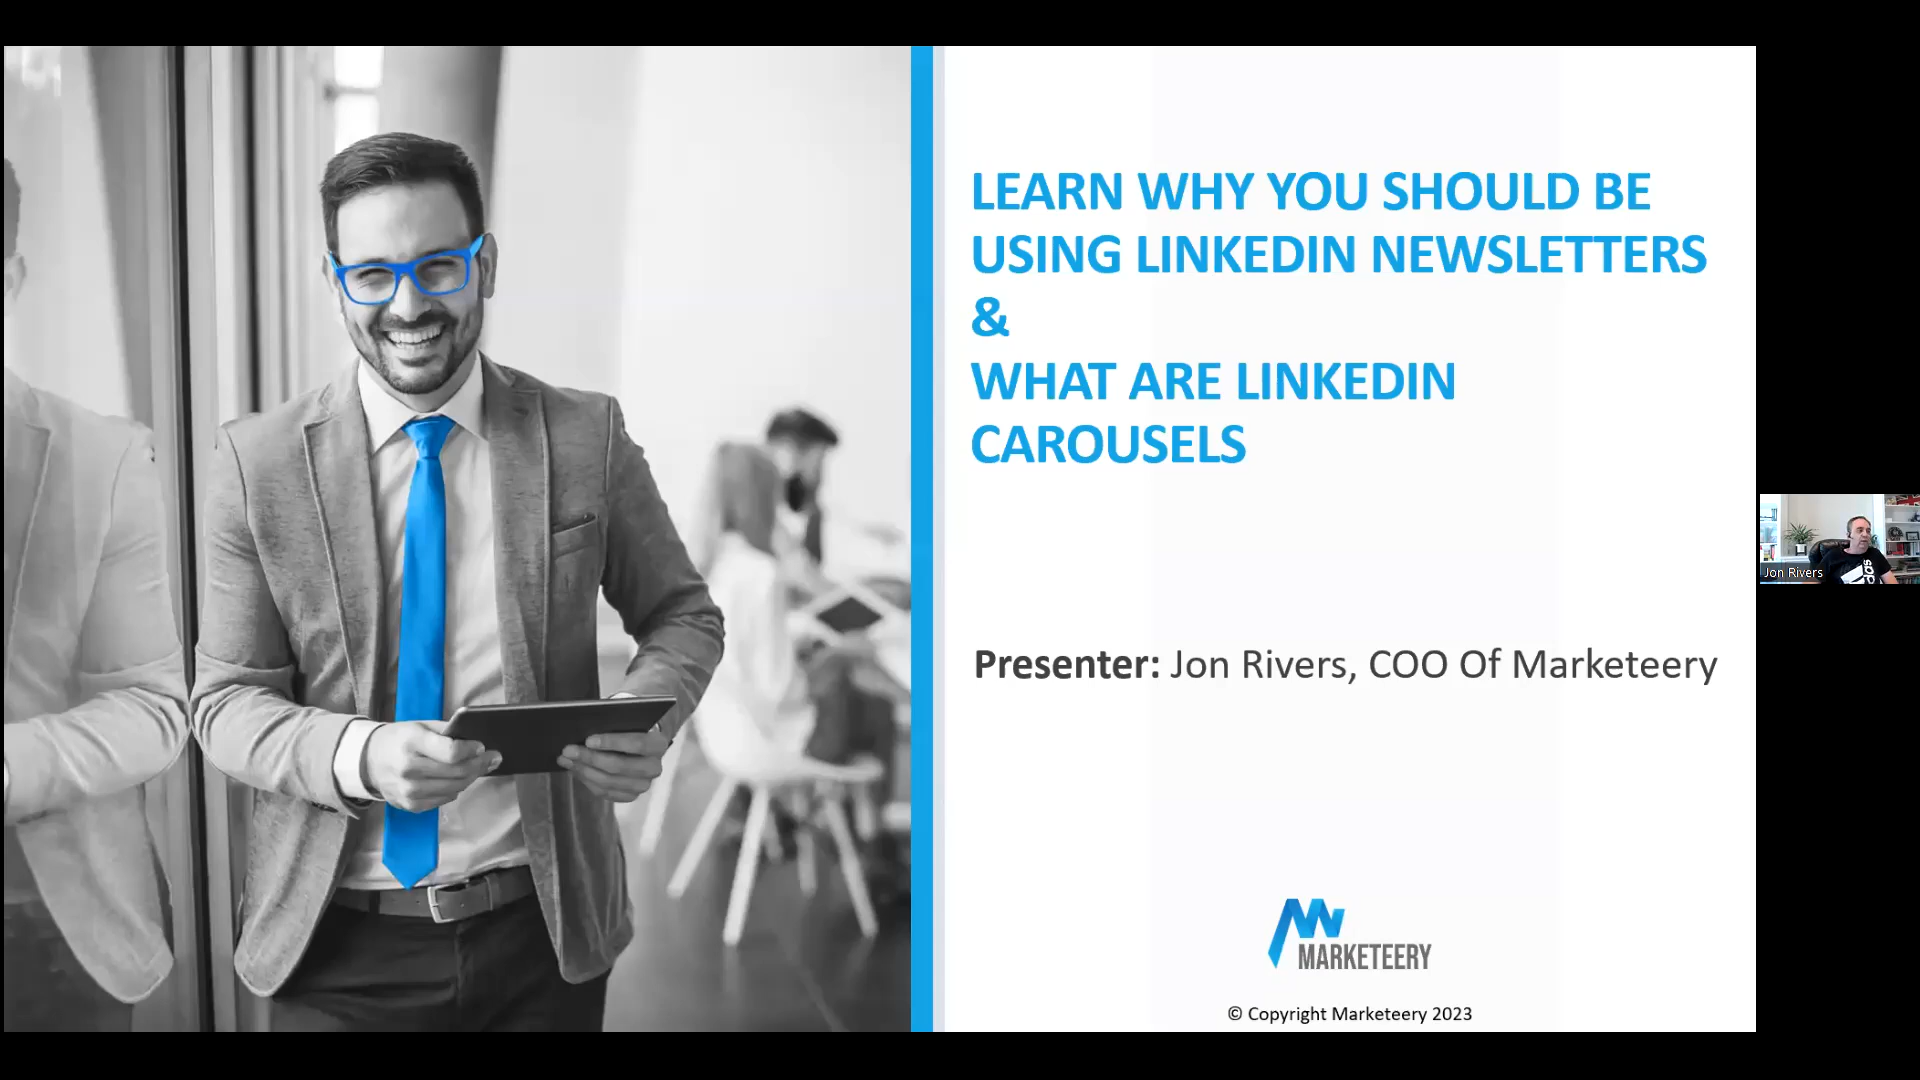 LEARN WHY YOU SHOULD BE
USING LINKEDIN NEWSLETTERS
&
WHAT ARE LINKEDIN
CAROUSELS
Presenter: Jon Rivers, COO Of Marketeery
MARKETEERY
© Copyright Marketeery 2023
Jon Rivers